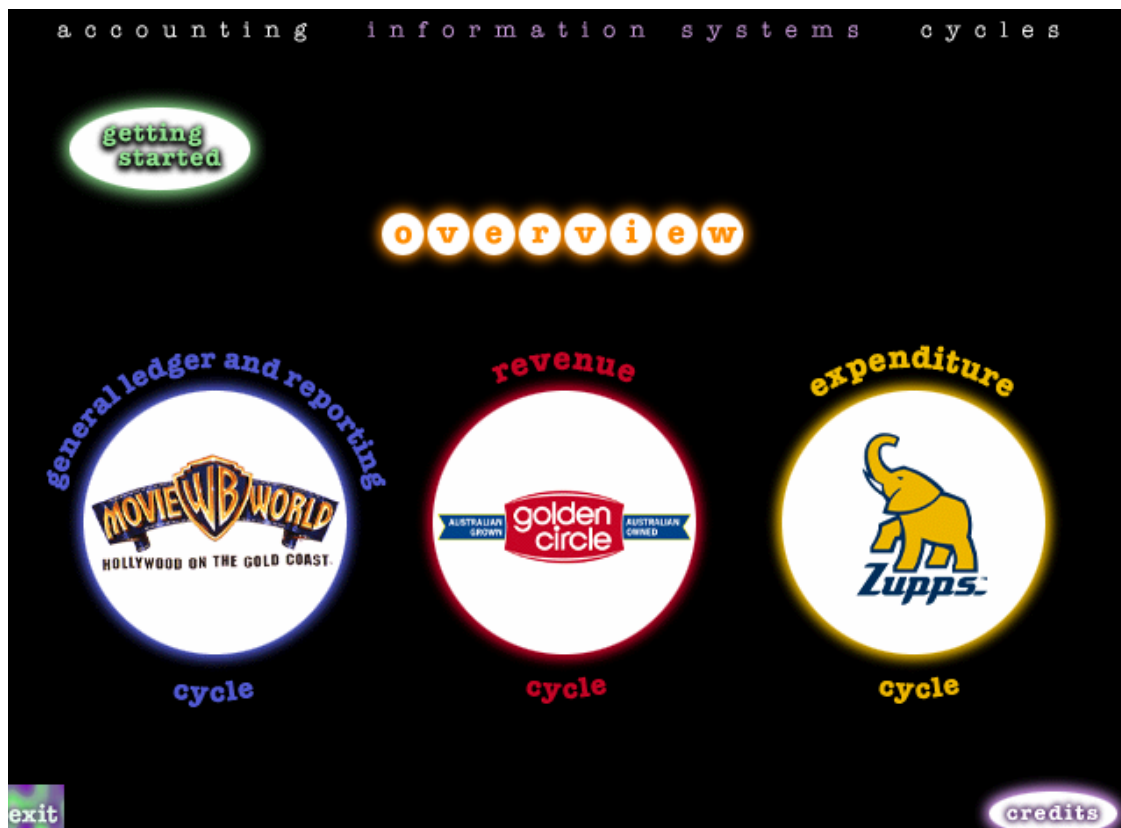 accounting information systems cycles
getting
started
overview
general ledger and reporting
MOVIE WB WORLD
HOLLYWOOD ON THE GOLD COAST.
cycle
revenue
AUSTRALIAN
GROWN
golden
circle
AUSTRALIAN
OWNED
cycle
expenditure
Zupps™
cycle
exit
credits